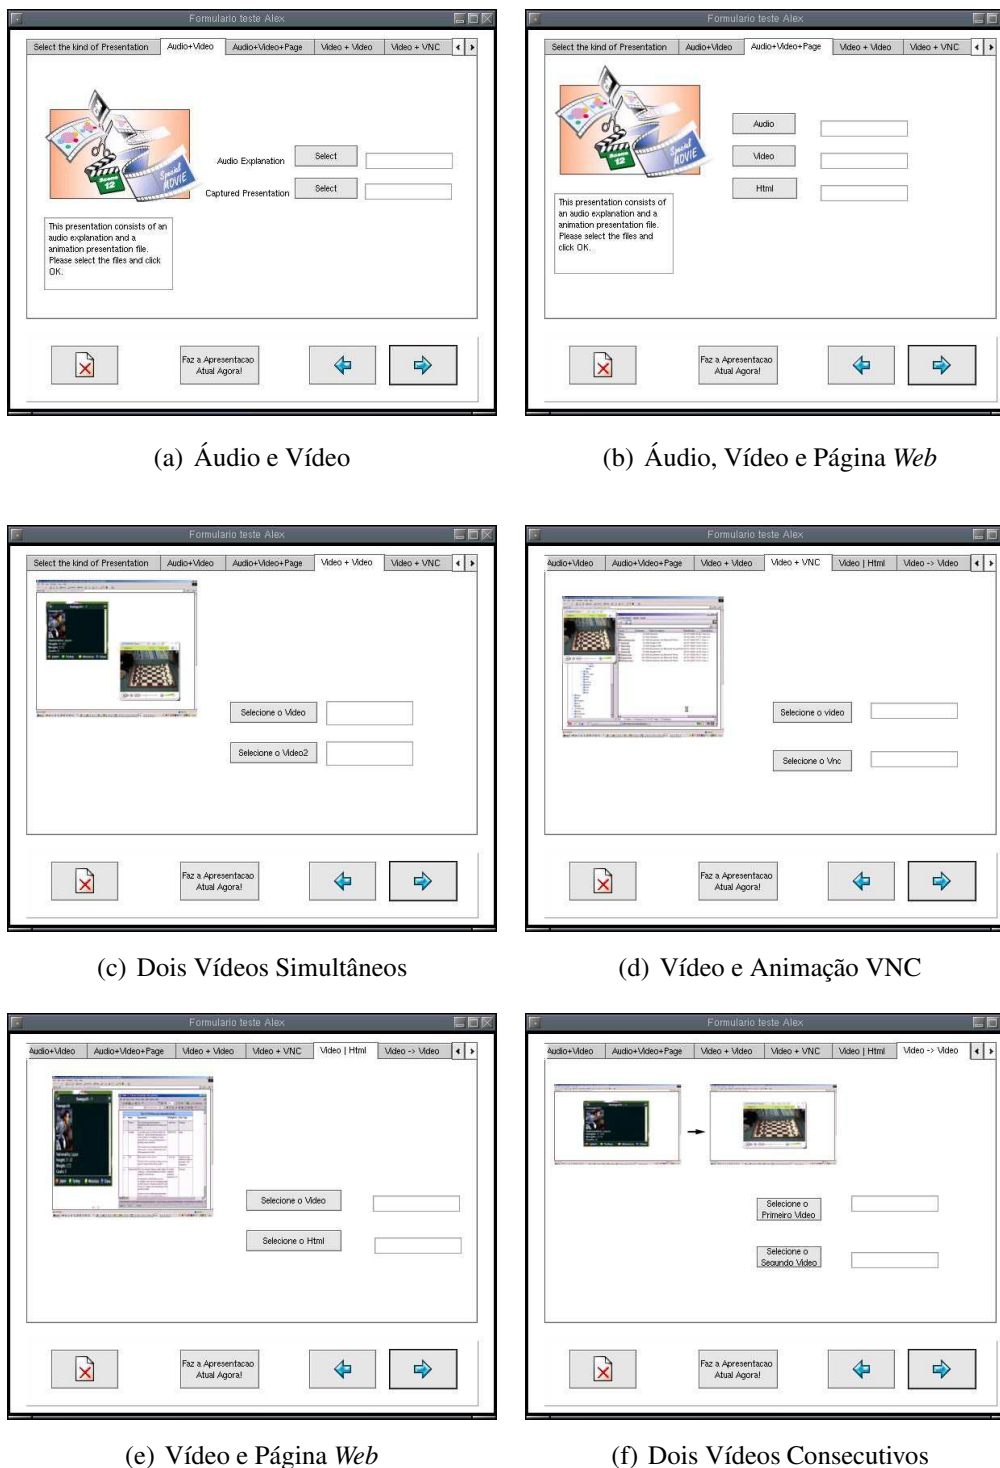 Formulario teste Alex
Select the kind of Presentation Audio+Video Audio+Video+Page Video + Video Video + VNC
Special
MOVIE
Scene
12
Audio Explanation Select
Captured Presentation Select
This presentation consists of an
audio explanation and a
animation presentation file.
Please select the files and click
OK.
Faz a Apresentacao
Atual Agora!
(a) Áudio e Vídeo
Formulario teste Alex
Select the kind of Presentation Audio+Video Audio+Video+Page Video + Video Video + VNC
Special
MOVIE
Scene
12
Audio
Video
Html
This presentation consists of
an audio explanation and a
animation presentation file.
Please select the files and
click OK.
Faz a Apresentacao
Atual Agora!
(b) Áudio, Vídeo e Página Web
Formulario teste Alex
Select the kind of Presentation Audio+Video Audio+Video+Page Video + Video Video + VNC
Selecione o Video
Selecione o Video2
Faz a Apresentacao
Atual Agora!
(c) Dois Vídeos Simultâneos
Formulario teste Alex
Audio+Video Audio+Video+Page Video + Video Video + VNC Video | Html Video -> Video
Selecione o video
Selecione o Vnc
Faz a Apresentacao
Atual Agora!
(d) Vídeo e Animação VNC
Formulario teste Alex
Audio+Video Audio+Video+Page Video + Video Video + VNC Video | Html Video -> Video
Selecione o Video
Selecione o Html
Faz a Apresentacao
Atual Agora!
(e) Vídeo e Página Web
Formulario teste Alex
Audio+Video Audio+Video+Page Video + Video Video + VNC Video | Html Video -> Video
Selecione o
Primeiro Video
Selecione o
Segundo Video
Faz a Apresentacao
Atual Agora!
(f) Dois Vídeos Consecutivos